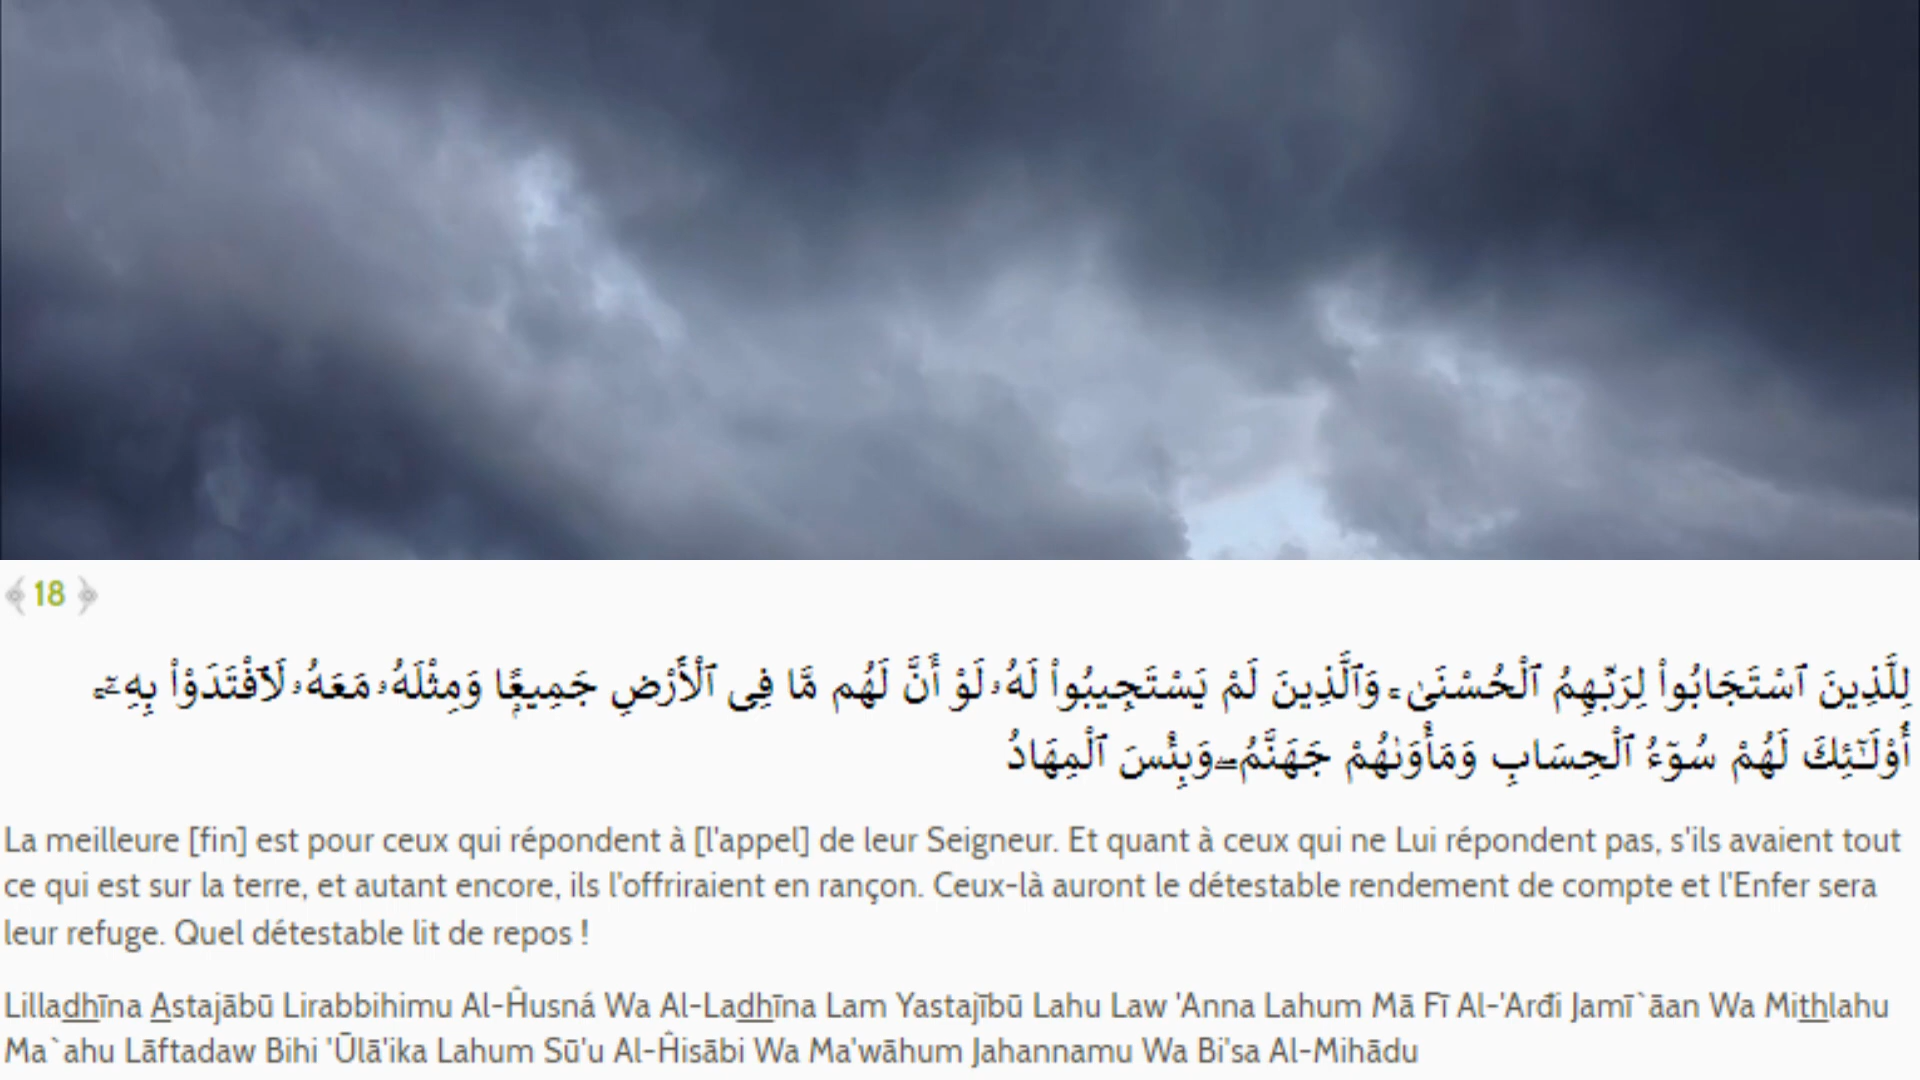 18
لِلَّذِينَ ٱسْتَجَابُوا۟ لِرَبِّهِمُ ٱلْحُسْنَىٰ ۚ وَٱلَّذِينَ لَمْ يَسْتَجِيبُوا۟ لَهُۥ لَوْ أَنَّ لَهُم مَّا فِى ٱلْأَرْضِ جَمِيعًۭا وَمِثْلَهُۥ مَعَهُۥ لَٱفْتَدَوْا۟ بِهِۦٓ ۚ
أُو۟لَـٰٓئِكَ لَهُمْ سُوٓءُ ٱلْحِسَابِ وَمَأْوَىٰهُمْ جَهَنَّمُ ۖ وَبِئْسَ ٱلْمِهَادُ
La meilleure [fin] est pour ceux qui répondent à [l'appel] de leur Seigneur. Et quant à ceux qui ne Lui répondent pas, s'ils avaient tout
ce qui est sur la terre, et autant encore, ils l'offriraient en rançon. Ceux-là auront le détestable rendement de compte et l'Enfer sera
leur refuge. Quel détestable lit de repos !
Lilladhīna Astajābū Lirabbihimu Al-Ĥusná Wa Al-Ladhīna Lam Yastajībū Lahu Law 'Anna Lahum Mā Fī Al-'Arđi Jamī`āan Wa Mithlahu
Ma`ahu Lāftadaw Bihi 'Ūlā'ika Lahum Sū'u Al-Ĥisābi Wa Ma'wāhum Jahannamu Wa Bi'sa Al-Mihādu